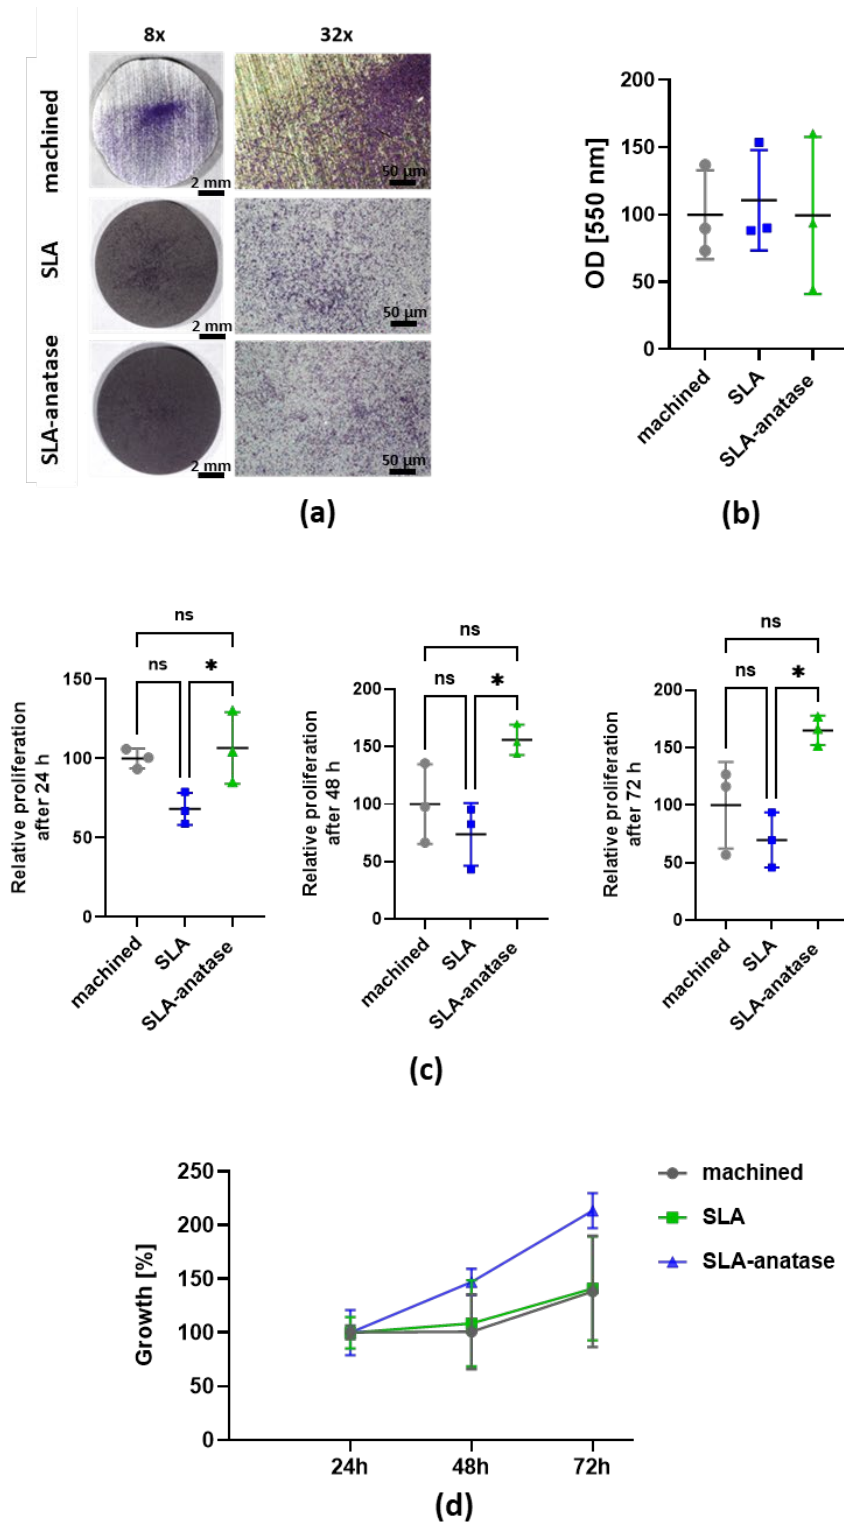 8x 32x
machined
2 mm
50 µm
SLA
2 mm
50 µm
SLA-anatase
2 mm
50 µm
(a)
OD [550 nm]
200
150
100
50
0
machined
SLA
SLA-anatase
(b)
Relative proliferation
after 24 h
ns
ns *
150
100
50
0
machined
SLA
SLA-anatase
Relative proliferation
after 48 h
ns
ns *
200
150
100
50
0
machined
SLA
SLA-anatase
Relative proliferation
after 72 h
ns
ns *
200
150
100
50
0
machined
SLA
SLA-anatase
(c)
Growth [%]
250
200
150
100
50
0
24h 48h 72h
machined
SLA
SLA-anatase
(d)